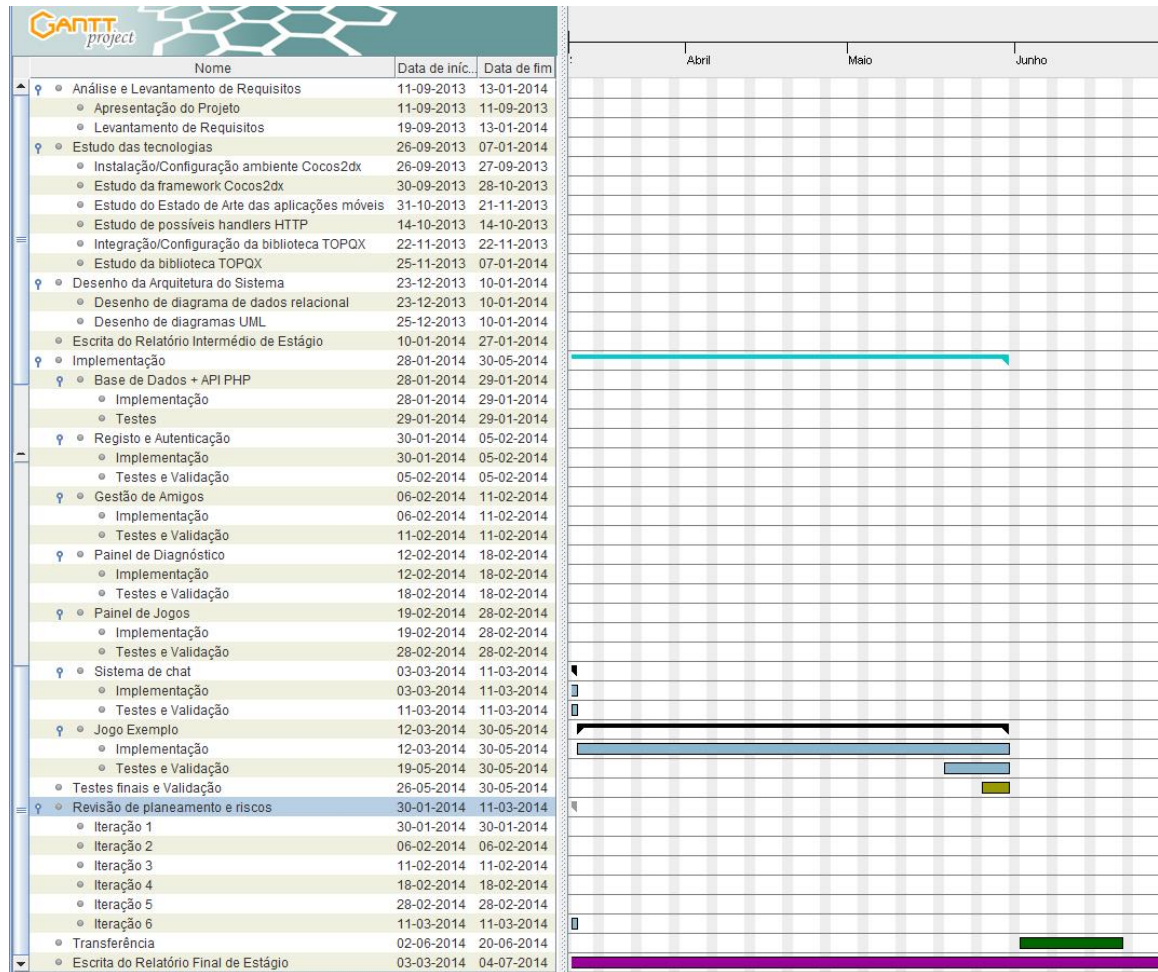 GANTT
project
Nome Data de iníc... Data de fim
Abril Maio Junho
Análise e Levantamento de Requisitos 11-09-2013 13-01-2014
Apresentação do Projeto 11-09-2013 11-09-2013
Levantamento de Requisitos 19-09-2013 13-01-2014
Estudo das tecnologias 26-09-2013 07-01-2014
Instalação/Configuração ambiente Cocos2dx 26-09-2013 27-09-2013
Estudo da framework Cocos2dx 30-09-2013 28-10-2013
Estudo do Estado de Arte das aplicações móveis 31-10-2013 21-11-2013
Estudo de possíveis handlers HTTP 14-10-2013 14-10-2013
Integração/Configuração da biblioteca TOPQX 22-11-2013 22-11-2013
Estudo da biblioteca TOPQX 25-11-2013 07-01-2014
Desenho da Arquitetura do Sistema 23-12-2013 10-01-2014
Desenho de diagrama de dados relacional 23-12-2013 10-01-2014
Desenho de diagramas UML 25-12-2013 10-01-2014
Escrita do Relatório Intermédio de Estágio 10-01-2014 27-01-2014
Implementação 28-01-2014 30-05-2014
Base de Dados + API PHP 28-01-2014 29-01-2014
Implementação 28-01-2014 29-01-2014
Testes 29-01-2014 29-01-2014
Registo e Autenticação 30-01-2014 05-02-2014
Implementação 30-01-2014 05-02-2014
Testes e Validação 05-02-2014 05-02-2014
Gestão de Amigos 06-02-2014 11-02-2014
Implementação 06-02-2014 11-02-2014
Testes e Validação 11-02-2014 11-02-2014
Painel de Diagnóstico 12-02-2014 18-02-2014
Implementação 12-02-2014 18-02-2014
Testes e Validação 18-02-2014 18-02-2014
Painel de Jogos 19-02-2014 28-02-2014
Implementação 19-02-2014 28-02-2014
Testes e Validação 28-02-2014 28-02-2014
Sistema de chat 03-03-2014 11-03-2014
Implementação 03-03-2014 11-03-2014
Testes e Validação 11-03-2014 11-03-2014
Jogo Exemplo 12-03-2014 30-05-2014
Implementação 12-03-2014 30-05-2014
Testes e Validação 19-05-2014 30-05-2014
Testes finais e Validação 26-05-2014 30-05-2014
Revisão de planeamento e riscos 30-01-2014 11-03-2014
Iteração 1 30-01-2014 30-01-2014
Iteração 2 06-02-2014 06-02-2014
Iteração 3 11-02-2014 11-02-2014
Iteração 4 18-02-2014 18-02-2014
Iteração 5 28-02-2014 28-02-2014
Iteração 6 11-03-2014 11-03-2014
Transferência 02-06-2014 20-06-2014
Escrita do Relatório Final de Estágio 03-03-2014 04-07-2014